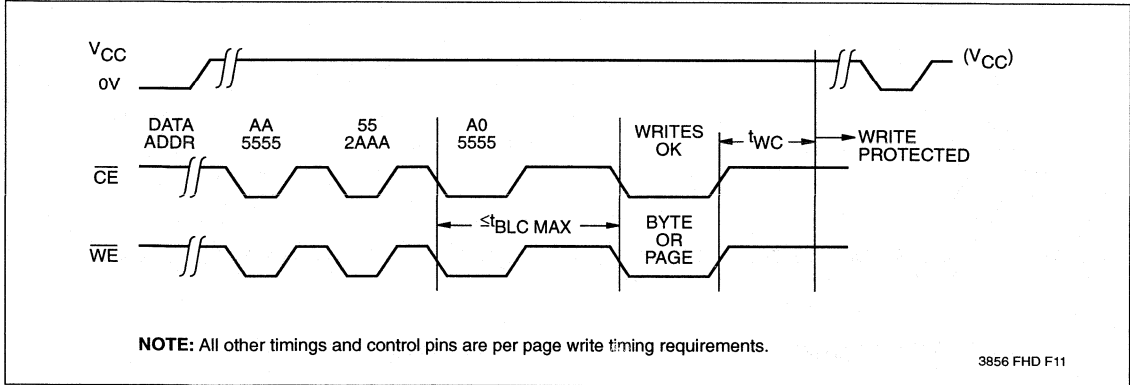 VCC
0V
(VCC)
DATA AA 55 A0 WRITES
ADDR 5555 2AAA 5555 OK
tWC
WRITE
PROTECTED
CE
≤tBLC MAX
BYTE
OR
PAGE
WE
NOTE: All other timings and control pins are per page write timing requirements.
3856 FHD F11